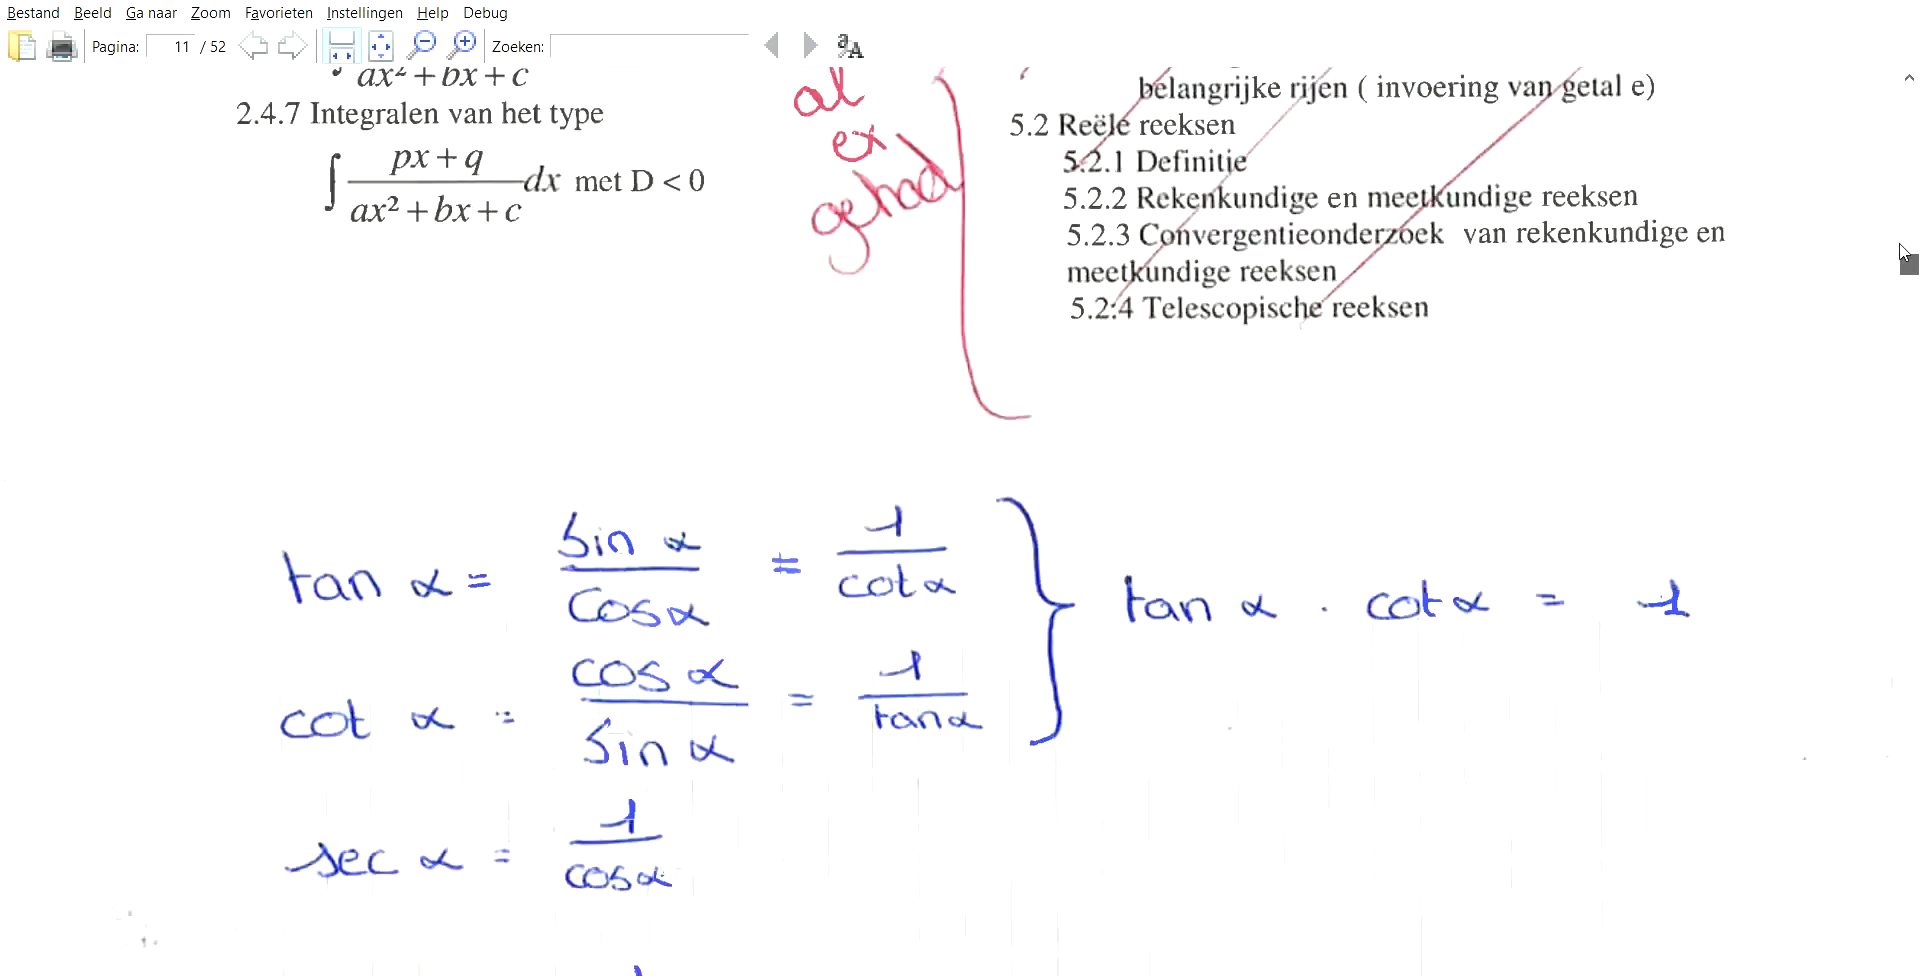 Bestand Beeld Ga naar Zoom Favorieten Instellingen Help Debug
Pagina: 11 / 52 Zoeken:
ax² + bx + c
2.4.7 Integralen van het type
∫ (px + q)/(ax² + bx + c) dx met D < 0
al
ex
gehad
belangrijke rijen ( invoering van getal e)
5.2 Reële reeksen
5.2.1 Definitie
5.2.2 Rekenkundige en meetkundige reeksen
5.2.3 Convergentieonderzoek van rekenkundige en
meetkundige reeksen
5.2.4 Telescopische reeksen
tan α = sin α / cos α = 1 / cot α
cot α = cos α / sin α = 1 / tan α
tan α . cot α = 1
sec α = 1 / cos α